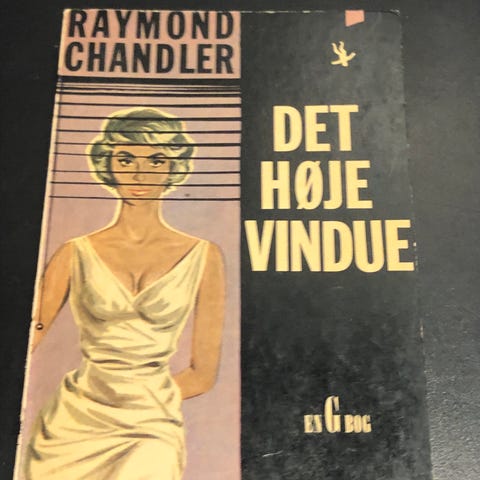 RAYMOND
CHANDLER
DET
HØJE
VINDUE
EN G BOG